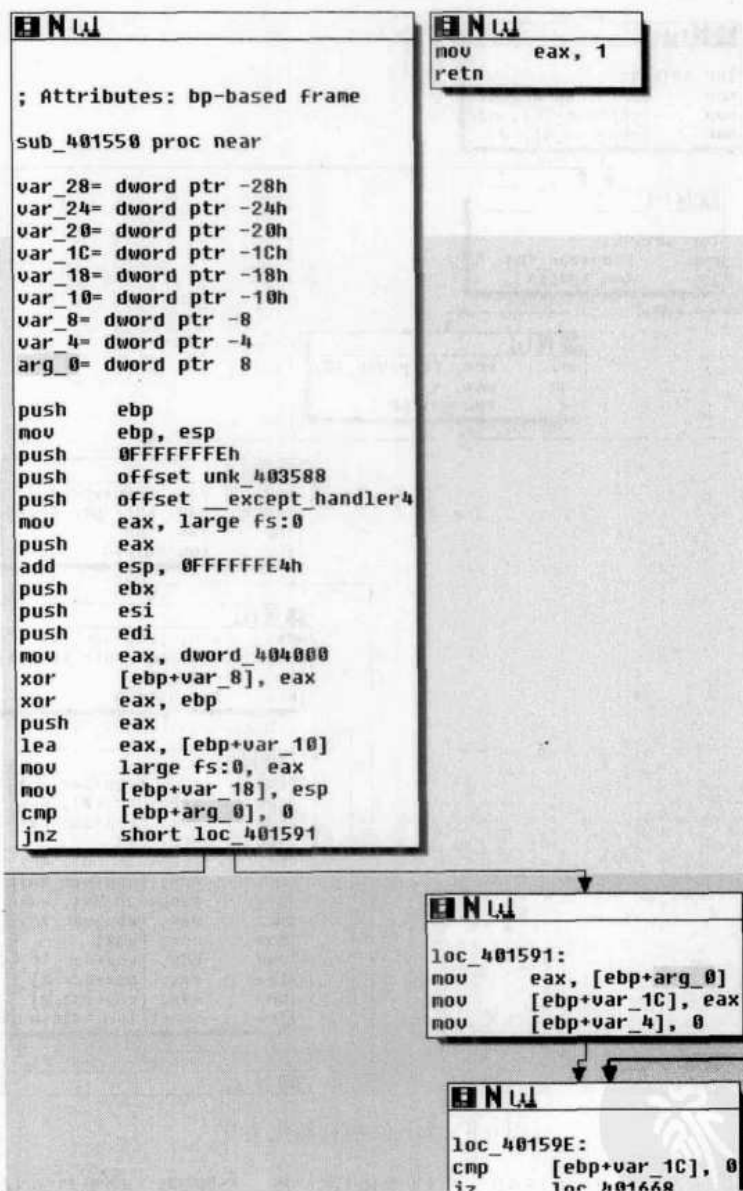 ; Attributes: bp-based frame
sub_401550 proc near
var_28= dword ptr -28h
var_24= dword ptr -24h
var_20= dword ptr -20h
var_1C= dword ptr -1Ch
var_18= dword ptr -18h
var_10= dword ptr -10h
var_8= dword ptr -8
var_4= dword ptr -4
arg_0= dword ptr 8
push ebp
mov ebp, esp
push 0FFFFFFFEh
push offset unk_403588
push offset __except_handler4
mov eax, large fs:0
push eax
add esp, 0FFFFFFE4h
push ebx
push esi
push edi
mov eax, dword_404000
xor [ebp+var_8], eax
xor eax, ebp
push eax
lea eax, [ebp+var_10]
mov large fs:0, eax
mov [ebp+var_18], esp
cmp [ebp+arg_0], 0
jnz short loc_401591
mov eax, 1
retn
loc_401591:
mov eax, [ebp+arg_0]
mov [ebp+var_1C], eax
mov [ebp+var_4], 0
loc_40159E:
cmp [ebp+var_1C], 0
jz loc_401668